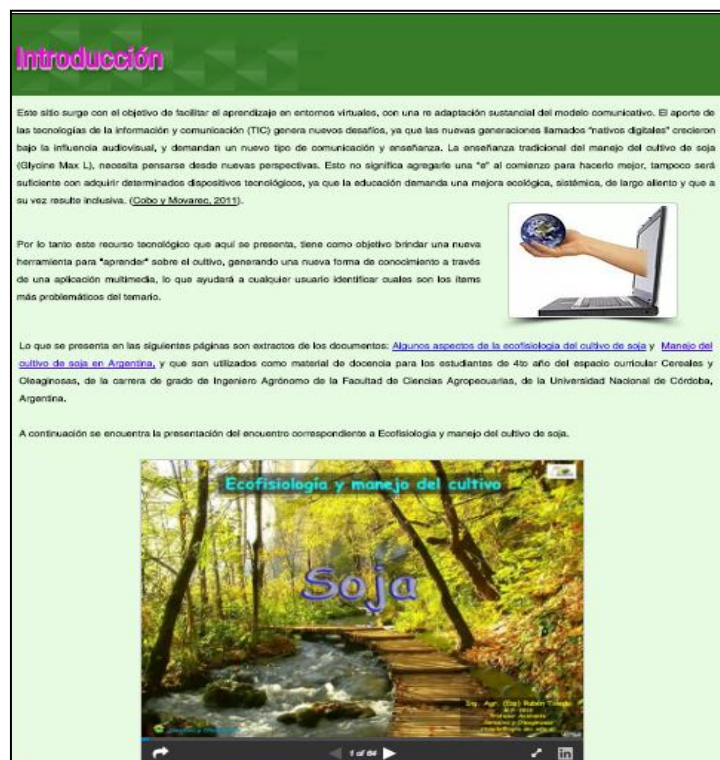 Introducción
Este sitio surge con el objetivo de facilitar el aprendizaje en entornos virtuales, con una re adaptación sustancial del modelo comunicativo. El aporte de
las tecnologías de la información y comunicación (TIC) genera nuevos desafíos, ya que las nuevas generaciones llamados "nativos digitales" crecieron
bajo la influencia audiovisual, y demandan un nuevo tipo de comunicación y enseñanza. La enseñanza tradicional del manejo del cultivo de soja
(Glycine Max L), necesita pensarse desde nuevas perspectivas. Esto no significa agregarle una "e" al comienzo para hacerlo mejor, tampoco será
suficiente con adquirir determinados dispositivos tecnológicos, ya que la educación demanda una mejora ecológica, sistémica, de largo aliento y que a
su vez resulte inclusiva. (Cobo y Movarec, 2011).
Por lo tanto este recurso tecnológico que aquí se presenta, tiene como objetivo brindar una nueva
herramienta para "aprender" sobre el cultivo, generando una nueva forma de conocimiento a través
de una aplicación multimedia, lo que ayudará a cualquier usuario identificar cuales son los ítems
más problemáticos del temario.
Lo que se presenta en las siguientes páginas son extractos de los documentos: Algunos aspectos de la ecofisiología del cultivo de soja y Manejo del
cultivo de soja en Argentina, y que son utilizados como material de docencia para los estudiantes de 4to año del espacio curricular Cereales y
Oleaginosas, de la carrera de grado de Ingeniero Agrónomo de la Facultad de Ciencias Agropecuarias, de la Universidad Nacional de Córdoba,
Argentina.
A continuación se encuentra la presentación del encuentro correspondiente a Ecofisiologia y manejo del cultivo de soja.
Ecofisiología y manejo del cultivo
Soja
Ing. Agr. (Esp) Rubén Toledo
Profesor Asistente
Cereales y Oleaginosas
1 of 64
in